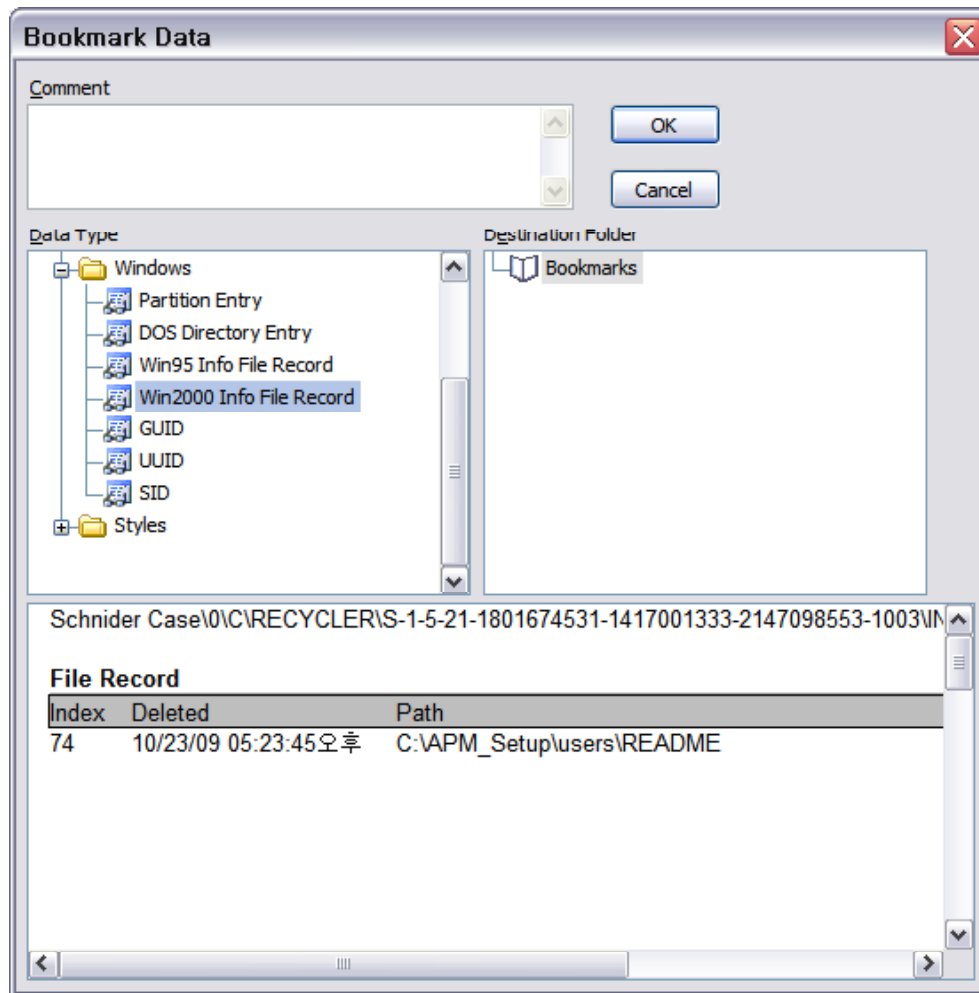 Bookmark Data
Comment
OK
Cancel
Data Type
Destination Folder
Windows
Partition Entry
DOS Directory Entry
Win95 Info File Record
Win2000 Info File Record
GUID
UUID
SID
Styles
Bookmarks
Schnider Case\0\C\RECYCLER\S-1-5-21-1801674531-1417001333-2147098553-1003\IN
File Record
Index Deleted Path
74 10/23/09 05:23:45오후 C:\APM_Setup\users\README